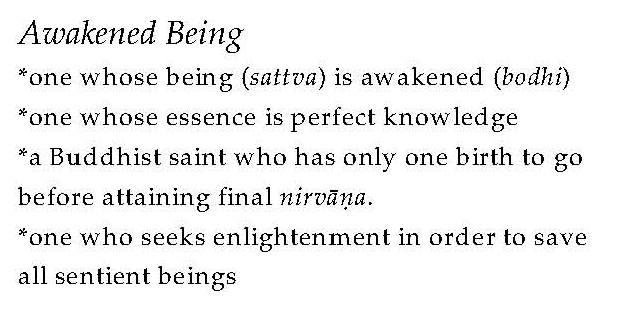 Awakened Being
*one whose being (sattva) is awakened (bodhi)
*one whose essence is perfect knowledge
*a Buddhist saint who has only one birth to go
before attaining final nirvāṇa.
*one who seeks enlightenment in order to save
all sentient beings